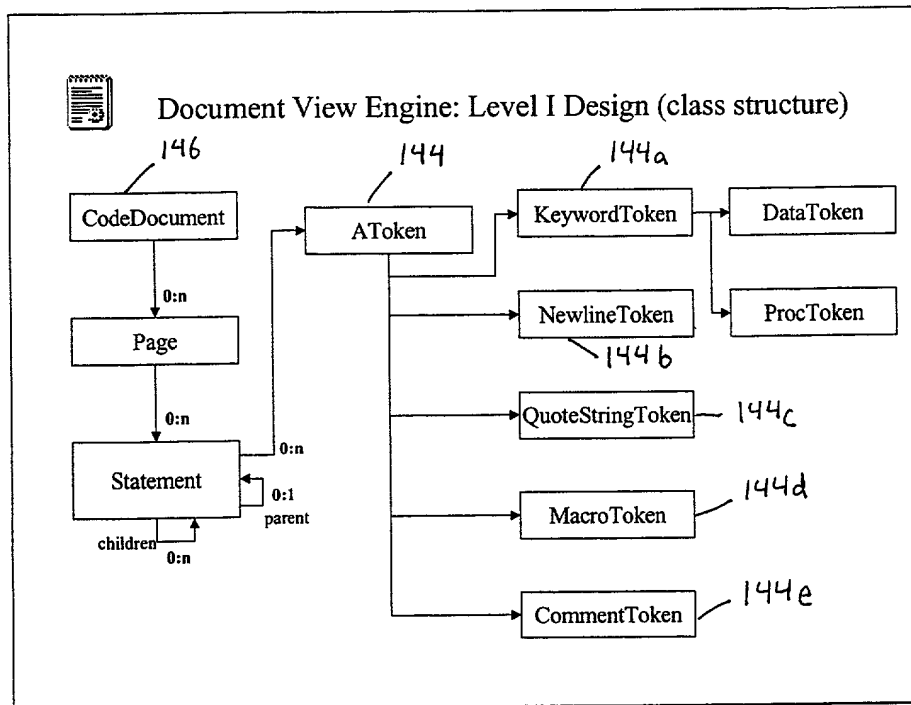 Document View Engine: Level I Design (class structure)
146
144
144a
CodeDocument
AToken
KeywordToken
DataToken
0:n
Page
NewlineToken
ProcToken
144b
0:n
0:n
QuoteStringToken
144c
Statement
0:1
parent
children
0:n
MacroToken
144d
CommentToken
144e